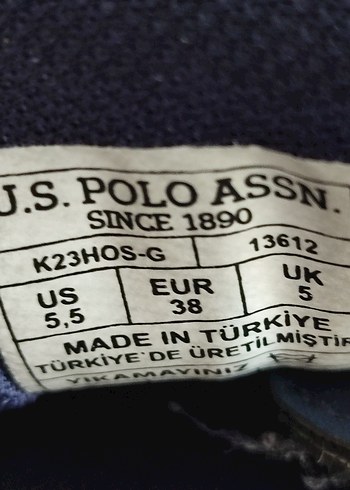 U.S. POLO ASSN.
SINCE 1890
K23HOS-G 13612
US EUR UK
5,5 38 5
MADE IN TÜRKİYE
TÜRKİYE'DE ÜRETİLMİŞTİR
YIKAMAYINIZ